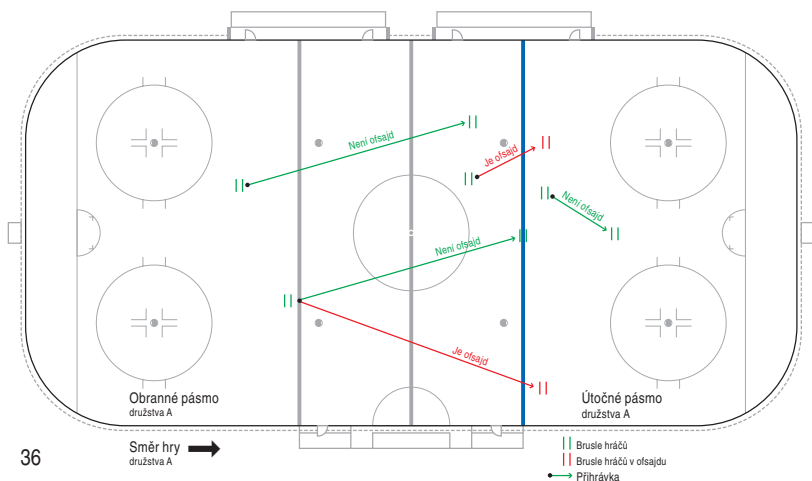 Není ofsajd
Je ofsajd
Není ofsajd
Není ofsajd
Je ofsajd
Obranné pásmo
družstva A
Útočné pásmo
družstva A
Směr hry
družstva A
36
Brusle hráčů
Brusle hráčů v ofsajdu
Přihrávka